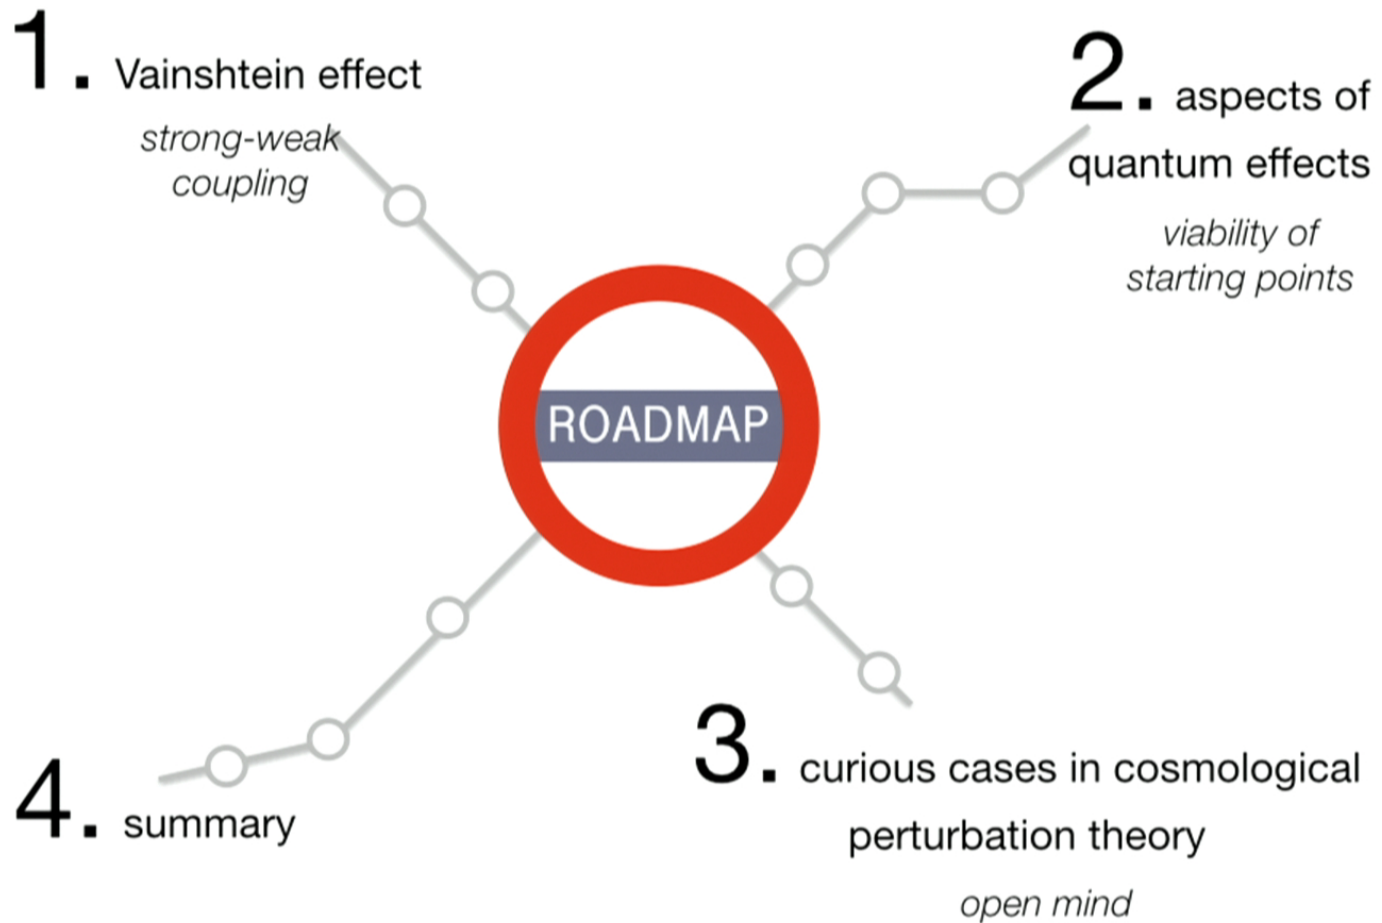 1. Vainshtein effect
strong-weak
coupling
2. aspects of
quantum effects
viability of
starting points
ROADMAP
3. curious cases in cosmological
perturbation theory
open mind
4. summary